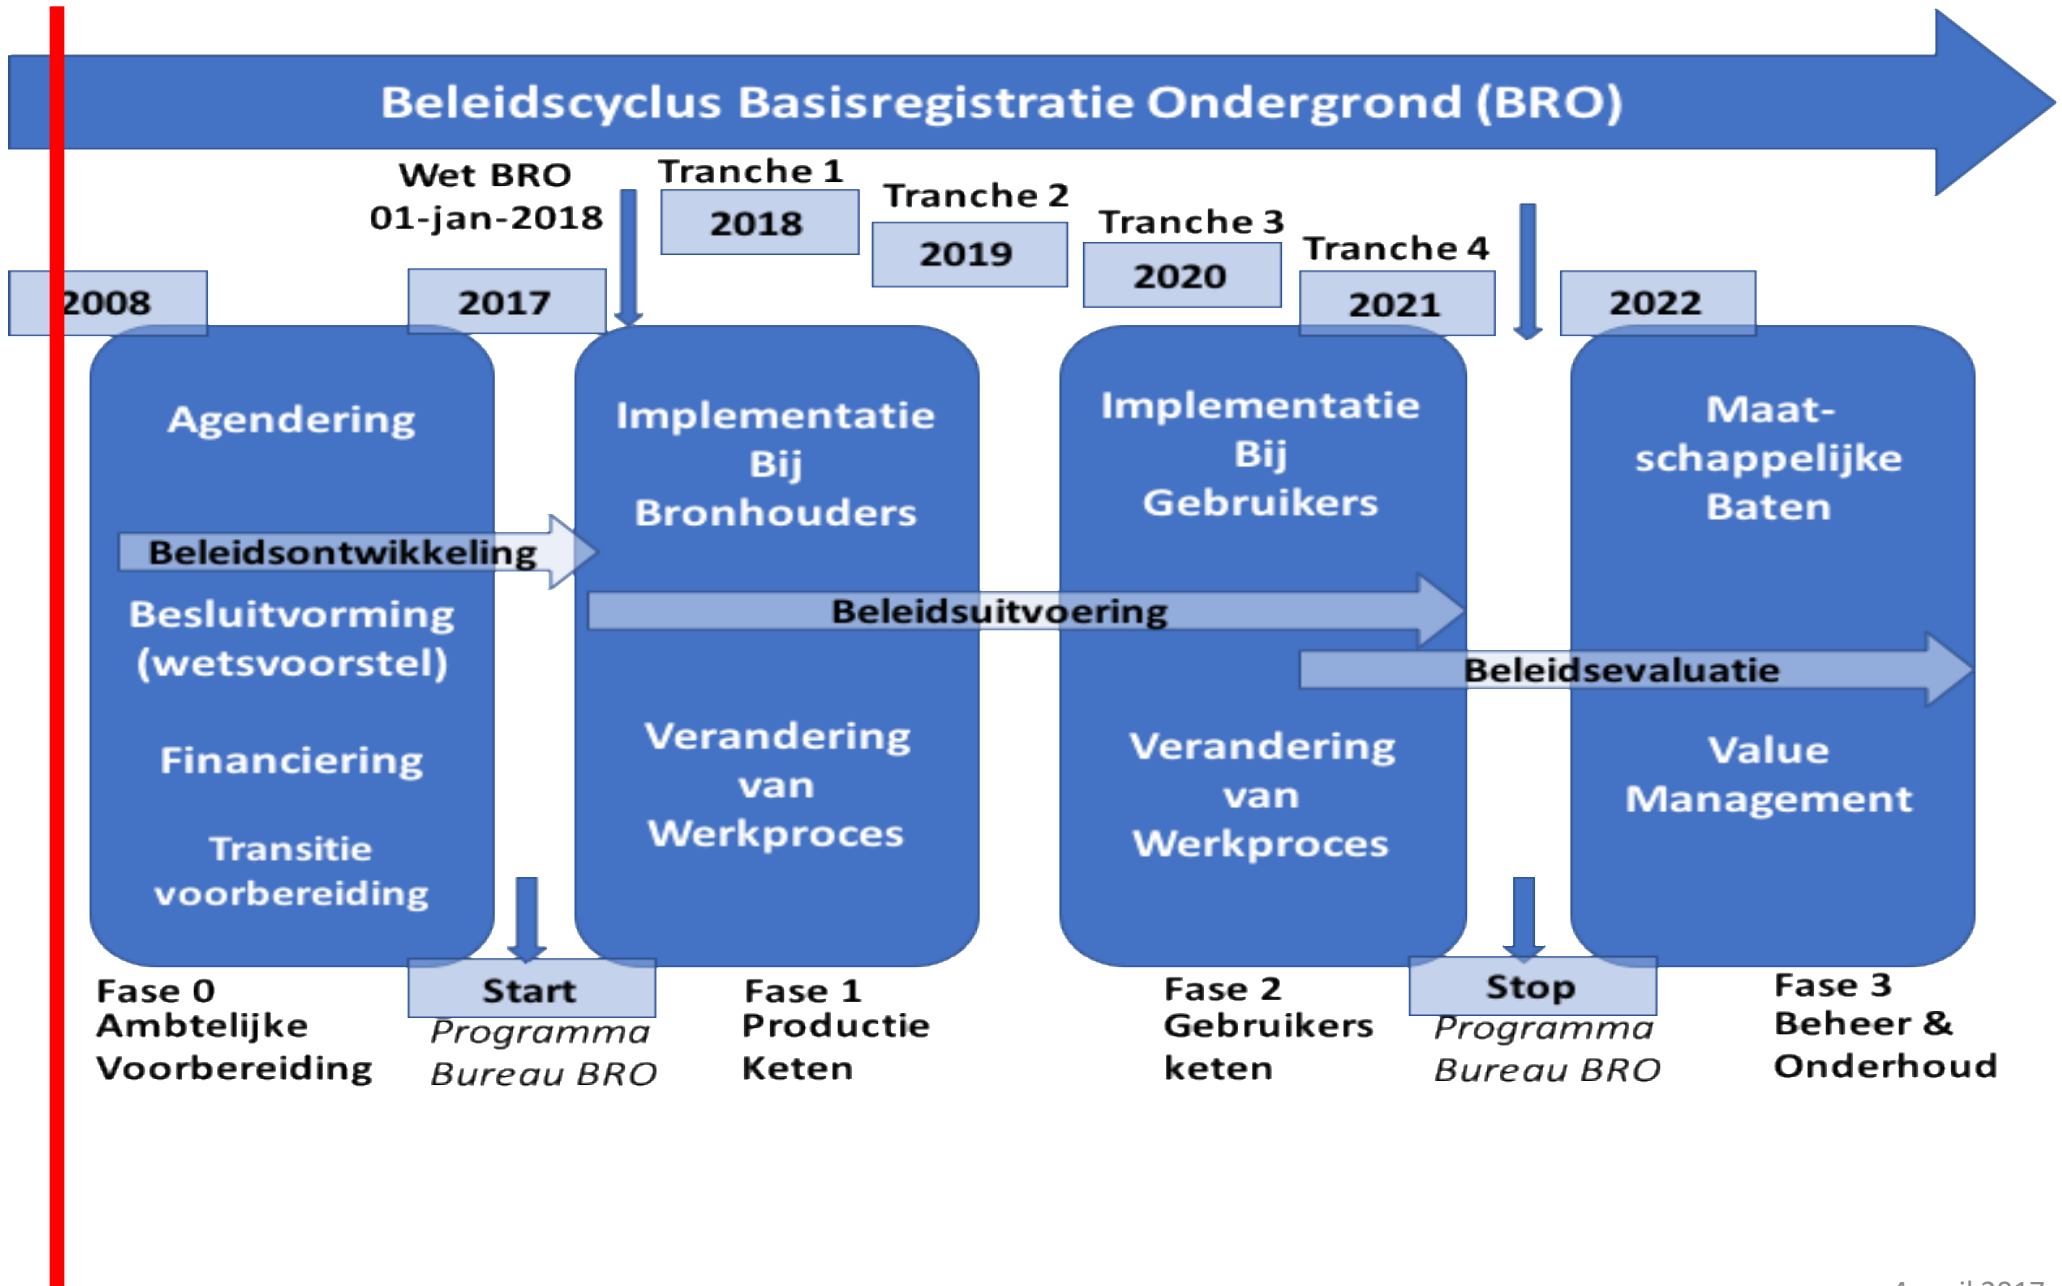 Beleidscyclus Basisregistratie Ondergrond (BRO)
Wet BRO
01-jan-2018
Tranche 1
2018
Tranche 2
2019
Tranche 3
2020
Tranche 4
2021
2008
2017
2022
Agendering
Beleidsontwikkeling
Besluitvorming
(wetsvoorstel)
Financiering
Transitie
voorbereiding
Implementatie
Bij
Bronhouders
Beleidsuitvoering
Verandering
van
Werkproces
Implementatie
Bij
Gebruikers
Verandering
van
Werkproces
Maat-
schappelijke
Baten
Beleidsevaluatie
Value
Management
Fase 0
Ambtelijke
Voorbereiding
Start
Programma
Bureau BRO
Fase 1
Productie
Keten
Fase 2
Gebruikers
keten
Stop
Programma
Bureau BRO
Fase 3
Beheer &
Onderhoud
2017